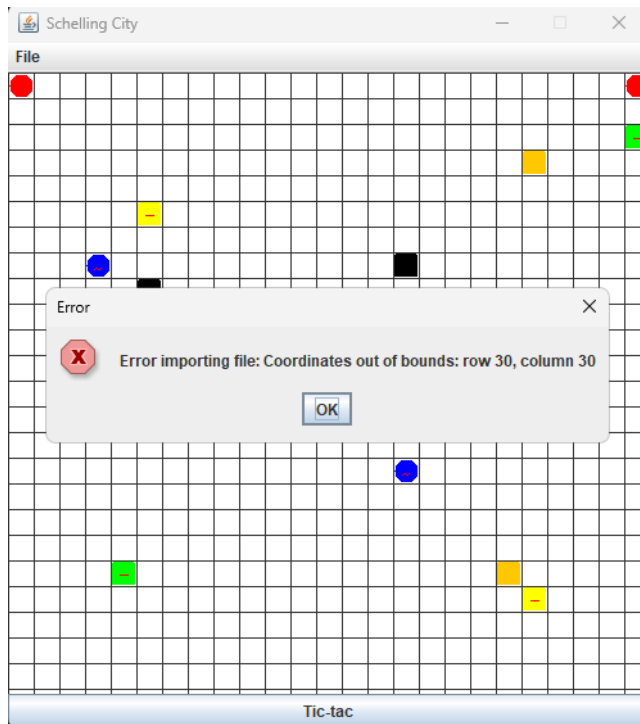 Schelling City
File
Error
Error importing file: Coordinates out of bounds: row 30, column 30
OK
Tic-tac